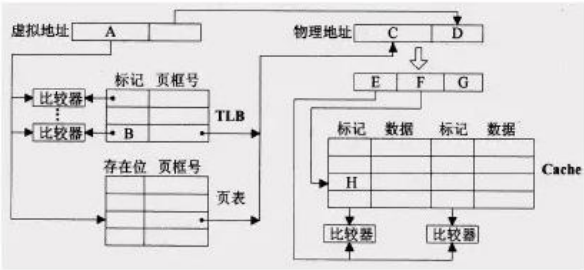 虚拟地址 A 物理地址 C D
E F G
标记 页框号
比较器
比较器 B TLB
标记 数据 标记 数据
存在位 页框号
H Cache
页表
比较器 比较器